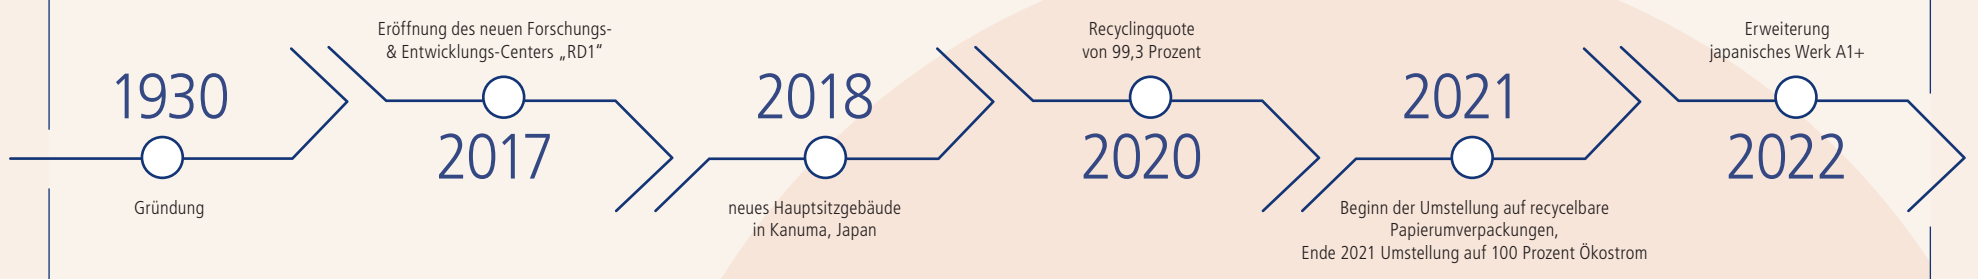 1930
Gründung
Eröffnung des neuen Forschungs-
& Entwicklungs-Centers „RD1“
2017
2018
neues Hauptsitzgebäude
in Kanuma, Japan
Recyclingquote
von 99,3 Prozent
2020
2021
Beginn der Umstellung auf recycelbare
Papierumverpackungen,
Ende 2021 Umstellung auf 100 Prozent Ökostrom
Erweiterung
japanisches Werk A1+
2022